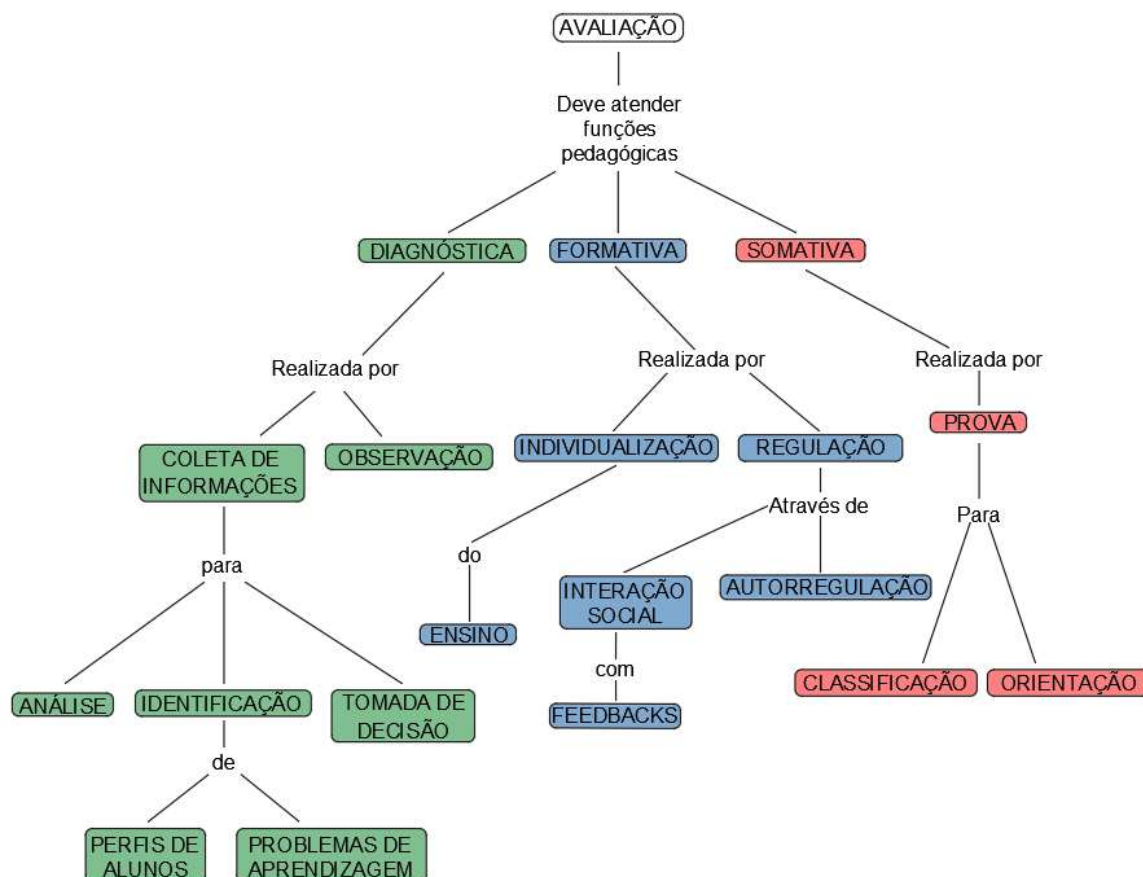 AVALIAÇÃO
Deve atender
funções
pedagógicas
DIAGNÓSTICA
FORMATIVA
SOMATIVA
Realizada por
Realizada por
Realizada por
PROVA
COLETA DE
INFORMAÇÕES
OBSERVAÇÃO
INDIVIDUALIZAÇÃO
REGULAÇÃO
Através de
Para
para
do
INTERAÇÃO
SOCIAL
AUTORREGULAÇÃO
ENSINO
com
CLASSIFICAÇÃO
ORIENTAÇÃO
ANÁLISE
IDENTIFICAÇÃO
TOMADA DE
DECISÃO
FEEDBACKS
de
PERFIS DE
ALUNOS
PROBLEMAS DE
APRENDIZAGEM